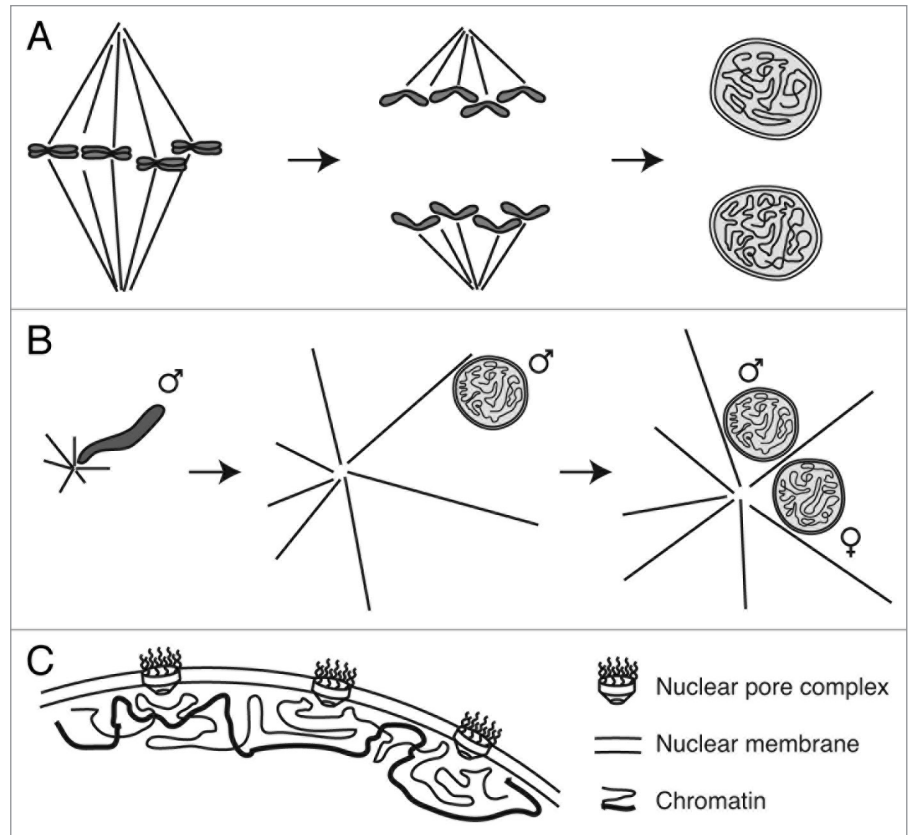 A
B
♂
♂
♂
♀
C
Nuclear pore complex
Nuclear membrane
Chromatin